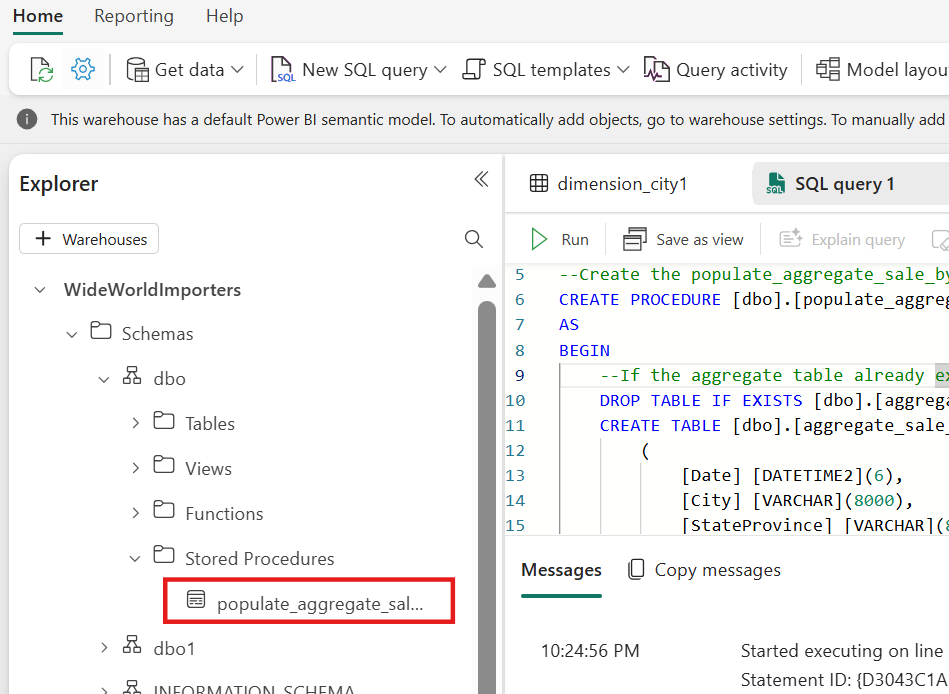 Home Reporting Help
Get data New SQL query SQL templates Query activity Model layou
This warehouse has a default Power BI semantic model. To automatically add objects, go to warehouse settings. To manually add
Explorer
Warehouses
WideWorldImporters
Schemas
dbo
Tables
Views
Functions
Stored Procedures
populate_aggregate_sal...
dbo1
INFORMATION_SCHEMA
dimension_city1 SQL query 1
Run Save as view Explain query
5 --Create the populate_aggregate_sale_by
6 CREATE PROCEDURE [dbo].[populate_aggreg
7 AS
8 BEGIN
9 --If the aggregate table already ex
10 DROP TABLE IF EXISTS [dbo].[aggrega
11 CREATE TABLE [dbo].[aggregate_sale_
12 (
13 [Date] [DATETIME2](6),
14 [City] [VARCHAR](8000),
15 [StateProvince] [VARCHAR](8
Messages Copy messages
10:24:56 PM Started executing on line
Statement ID: {D3043C1A